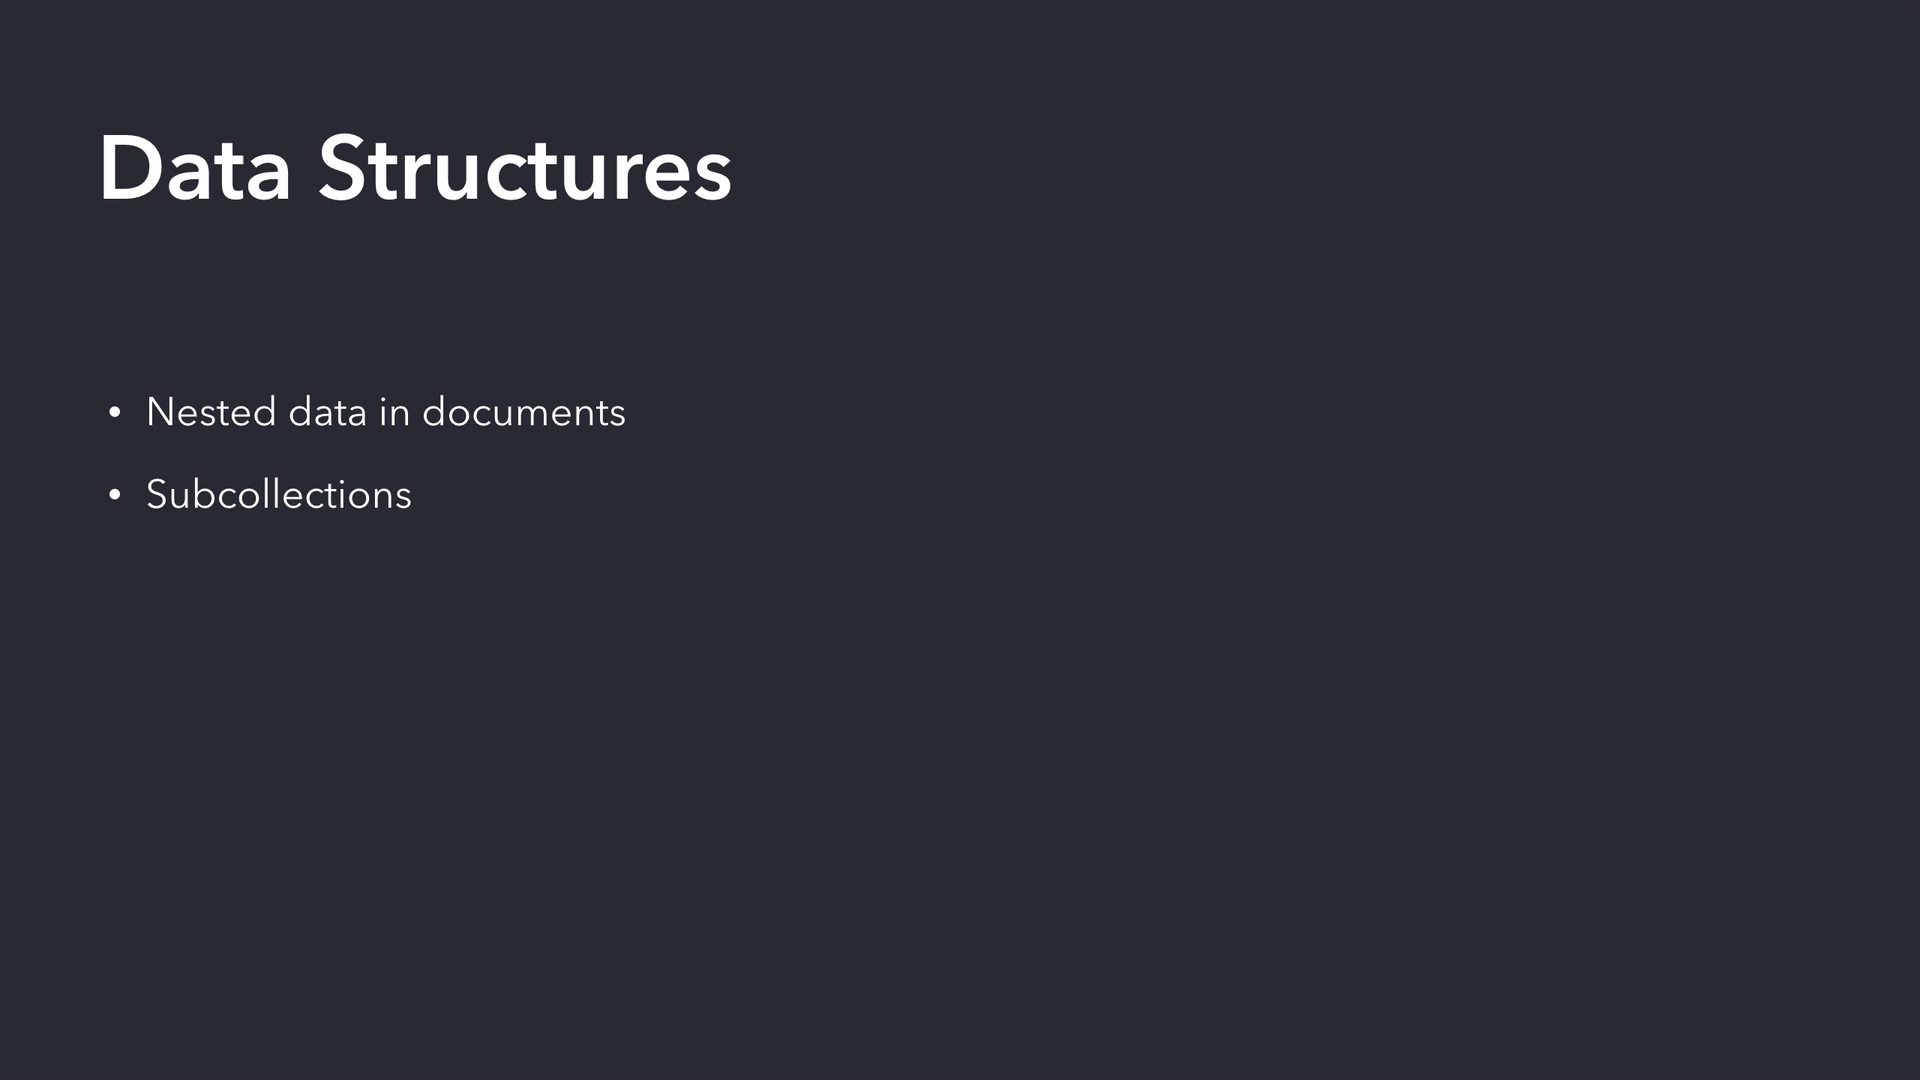 Data Structures
• Nested data in documents
• Subcollections